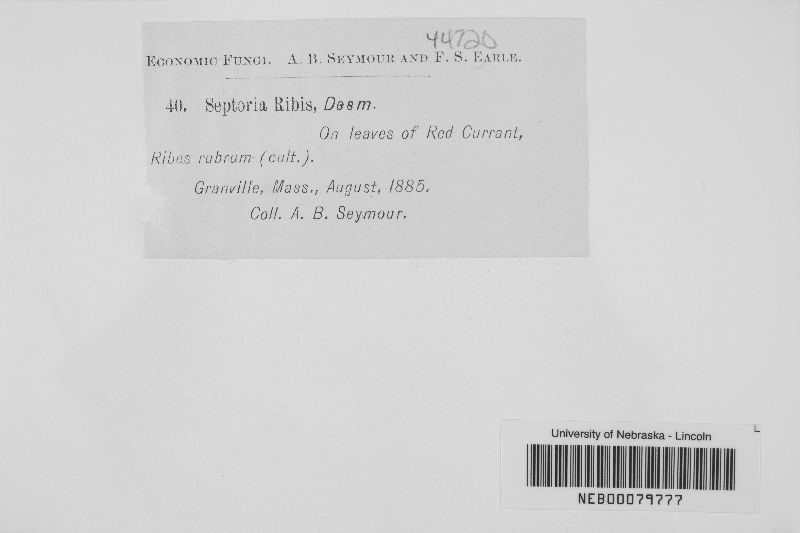 44720
ECONOMIC FUNGI. A. B. SEYMOUR AND F. S. EARLE.
40. Septoria Ribis, Desm.
On leaves of Red Currant,
Ribes rubrum (cult.).
Granville, Mass., August, 1885.
Coll. A. B. Seymour.
L
University of Nebraska - Lincoln
NEB00079777